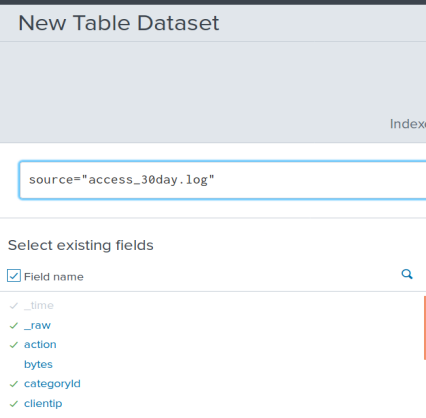 New Table Dataset
Indexe
source="access_30day.log"
Select existing fields
Field name
_time
_raw
action
bytes
categoryId
clientip